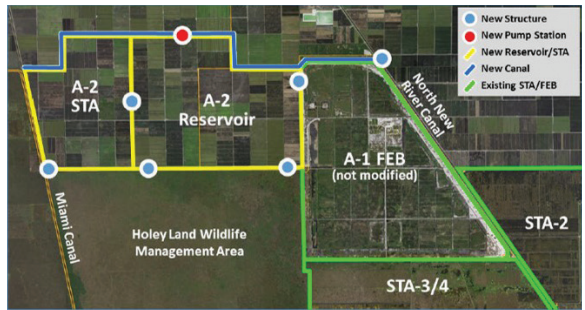 New Structure
New Pump Station
New Reservoir/STA
New Canal
Existing STA/FEB
A-2
STA
A-2
Reservoir
North New
River Canal
A-1 FEB
(not modified)
Miami Canal
Holey Land Wildlife
Management Area
STA-2
STA-3/4